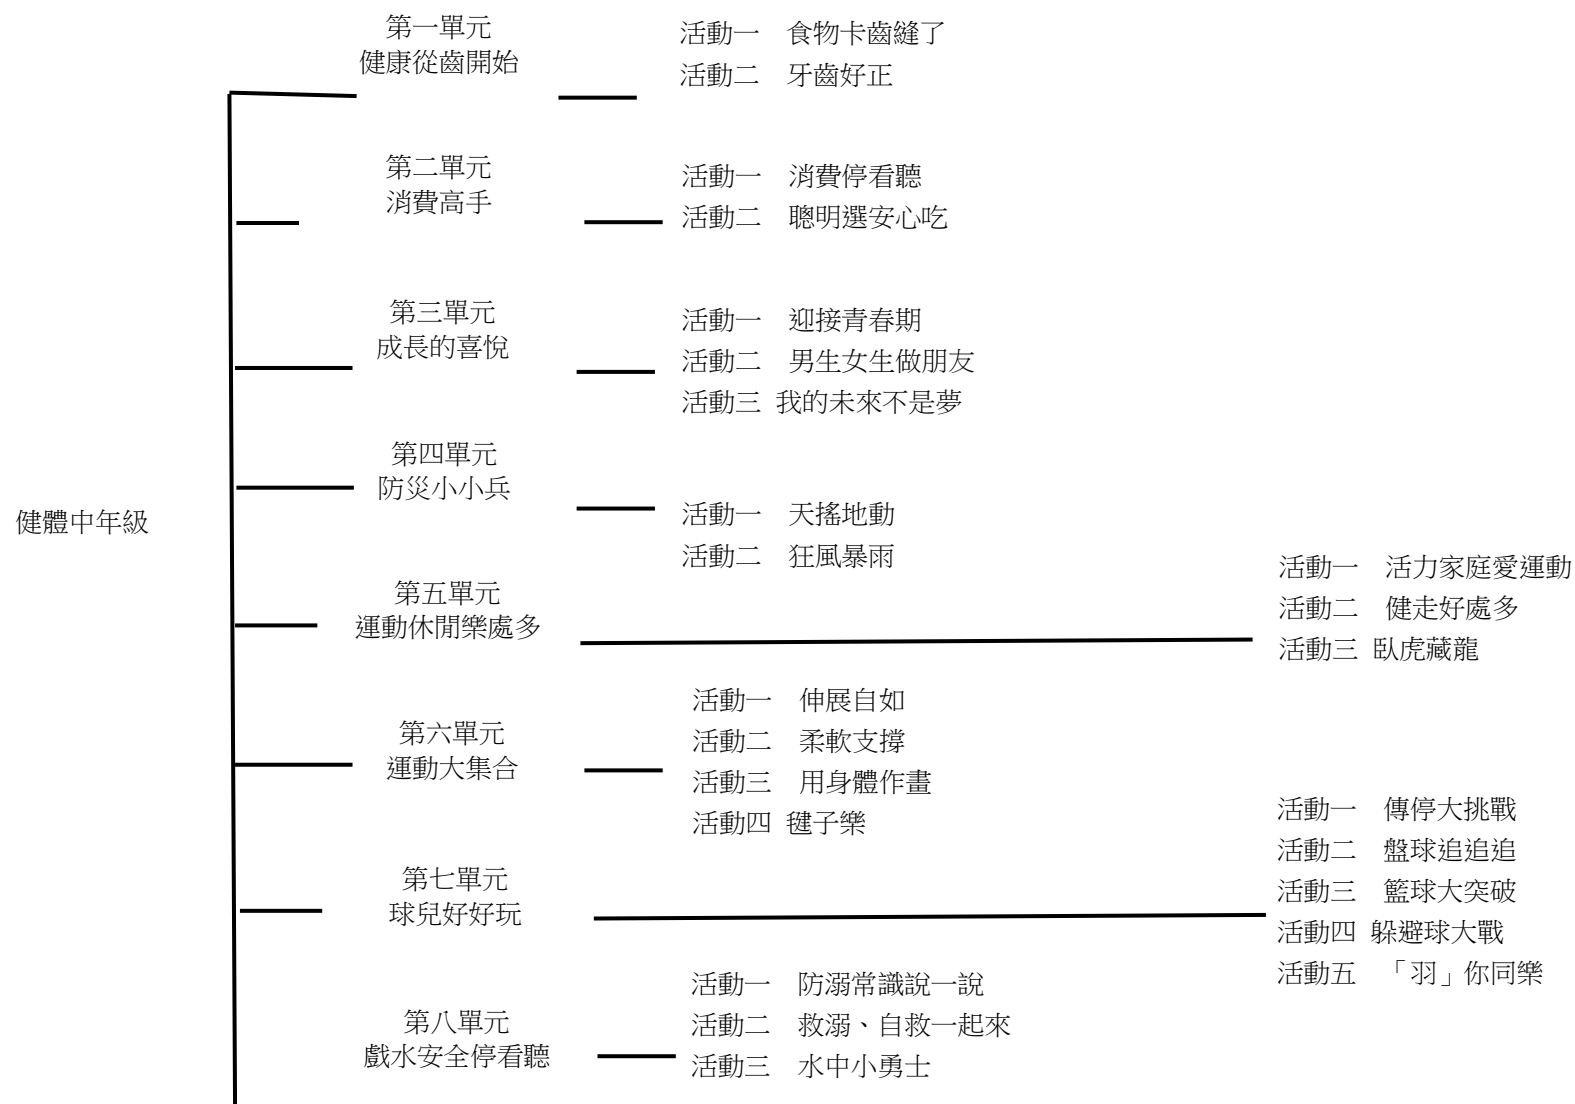 第一單元
健康從齒開始
活動一　食物卡齒縫了
活動二　牙齒好正
第二單元
消費高手
活動一　消費停看聽
活動二　聰明選安心吃
第三單元
成長的喜悅
活動一　迎接青春期
活動二　男生女生做朋友
活動三 我的未來不是夢
第四單元
防災小小兵
活動一　天搖地動
活動二　狂風暴雨
健體中年級
第五單元
運動休閒樂處多
活動一　活力家庭愛運動
活動二　健走好處多
活動三 臥虎藏龍
第六單元
運動大集合
活動一　伸展自如
活動二　柔軟支撐
活動三　用身體作畫
活動四 毽子樂
第七單元
球兒好好玩
活動一　傳停大挑戰
活動二　盤球追追追
活動三　籃球大突破
活動四 躲避球大戰
活動五　「羽」你同樂
第八單元
戲水安全停看聽
活動一　防溺常識說一說
活動二　救溺、自救一起來
活動三　水中小勇士